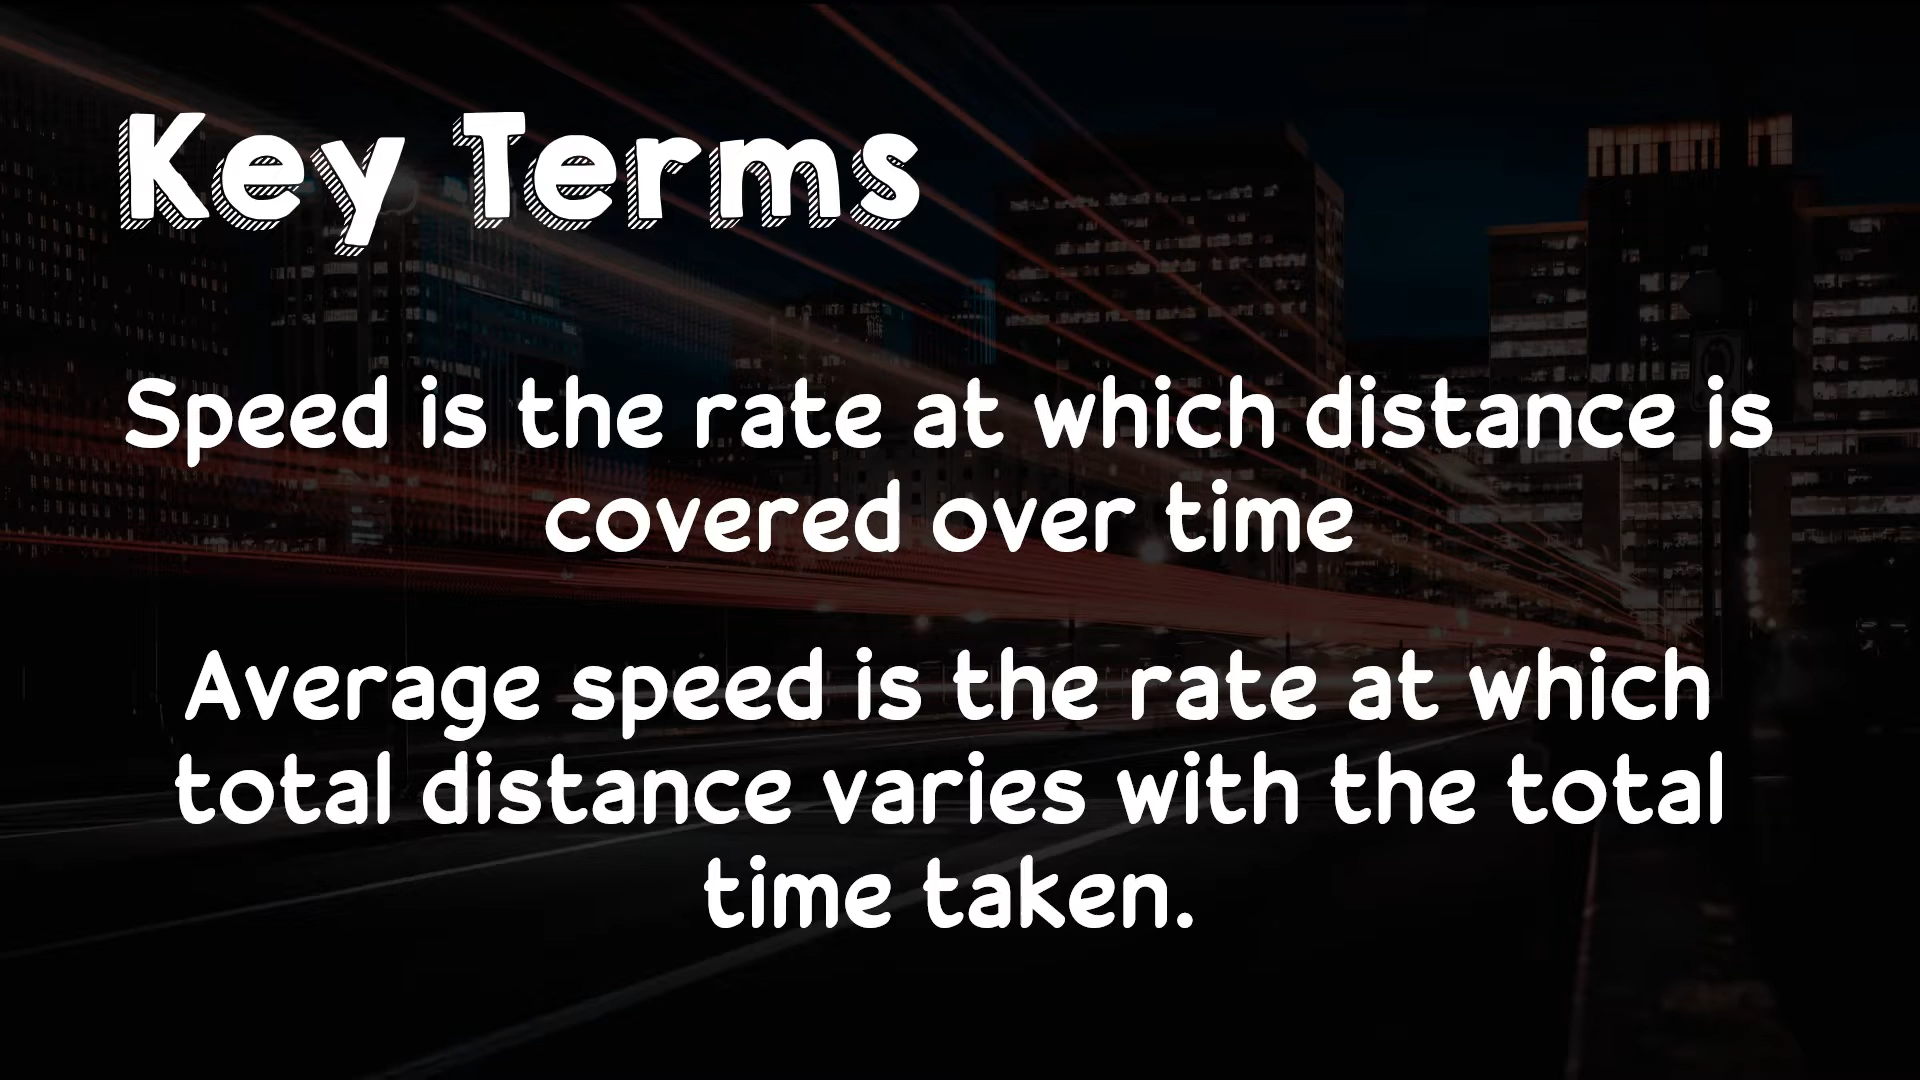 Key Terms
Speed is the rate at which distance is
covered over time
Average speed is the rate at which
total distance varies with the total
time taken.